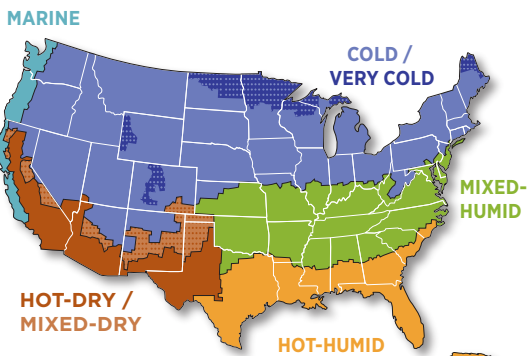 MARINE
COLD /
VERY COLD
MIXED-
HUMID
HOT-DRY /
MIXED-DRY
HOT-HUMID